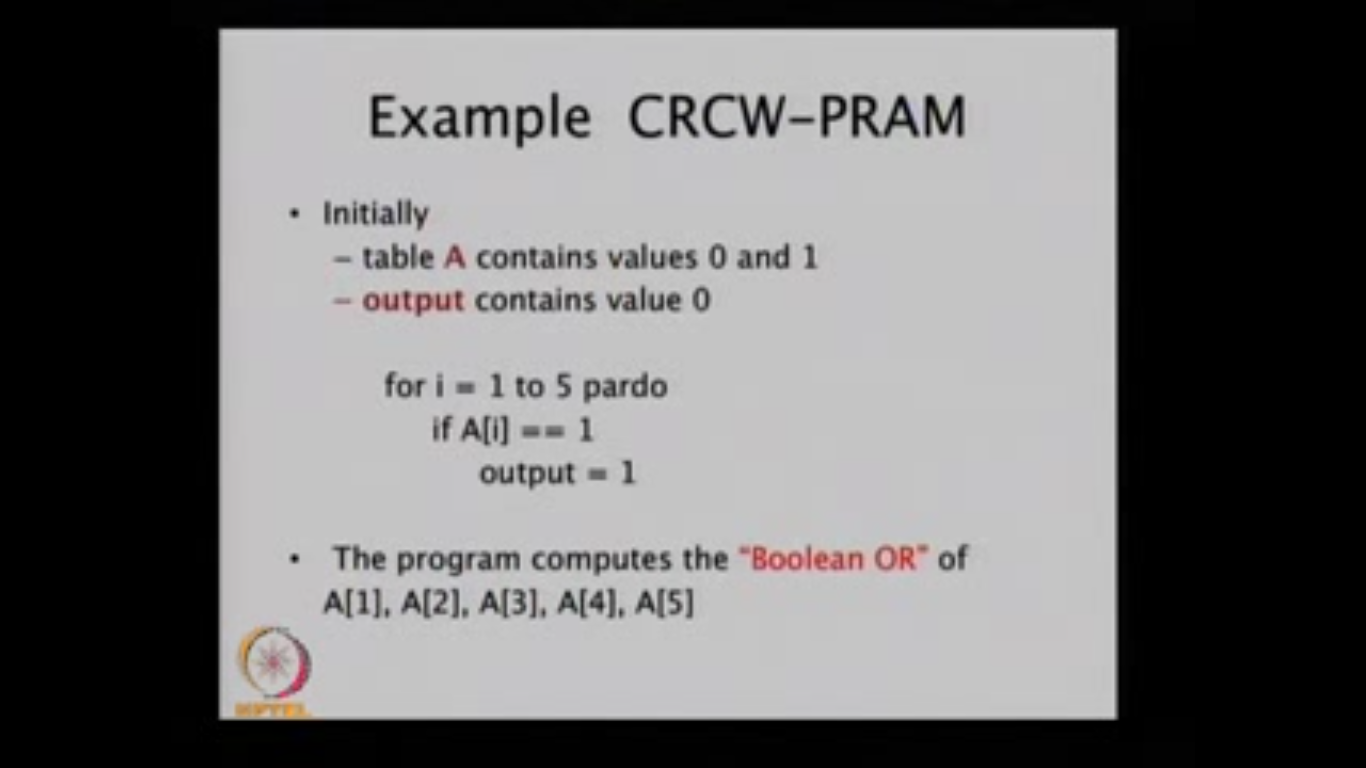 Example CRCW-PRAM
• Initially
– table A contains values 0 and 1
– output contains value 0
for i = 1 to 5 pardo
if A[i] == 1
output = 1
• The program computes the "Boolean OR" of
A[1], A[2], A[3], A[4], A[5]
NPTEL